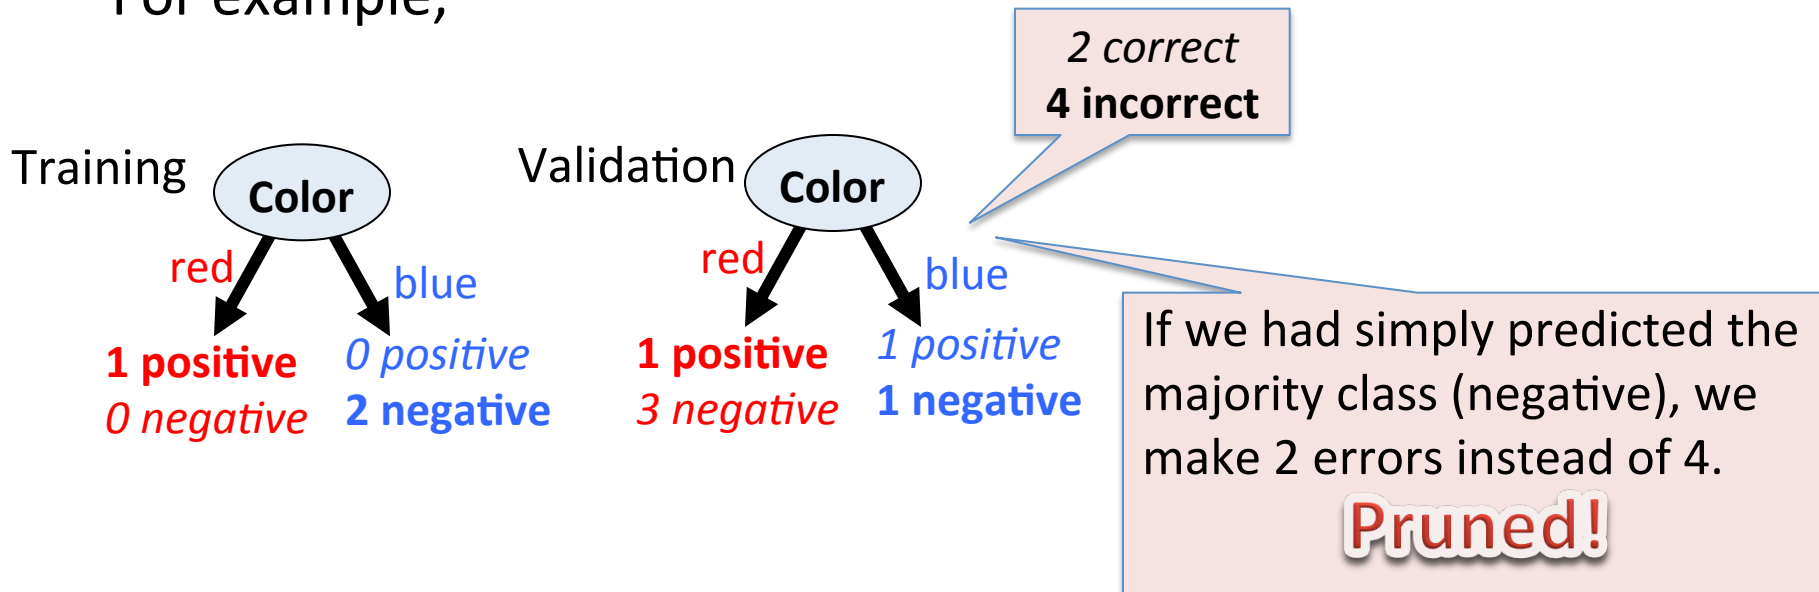 For example,
2 correct
4 incorrect
Training
Color
red
blue
1 positive
0 negative
0 positive
2 negative
Validation
Color
red
blue
1 positive
3 negative
1 positive
1 negative
If we had simply predicted the
majority class (negative), we
make 2 errors instead of 4.
Pruned!